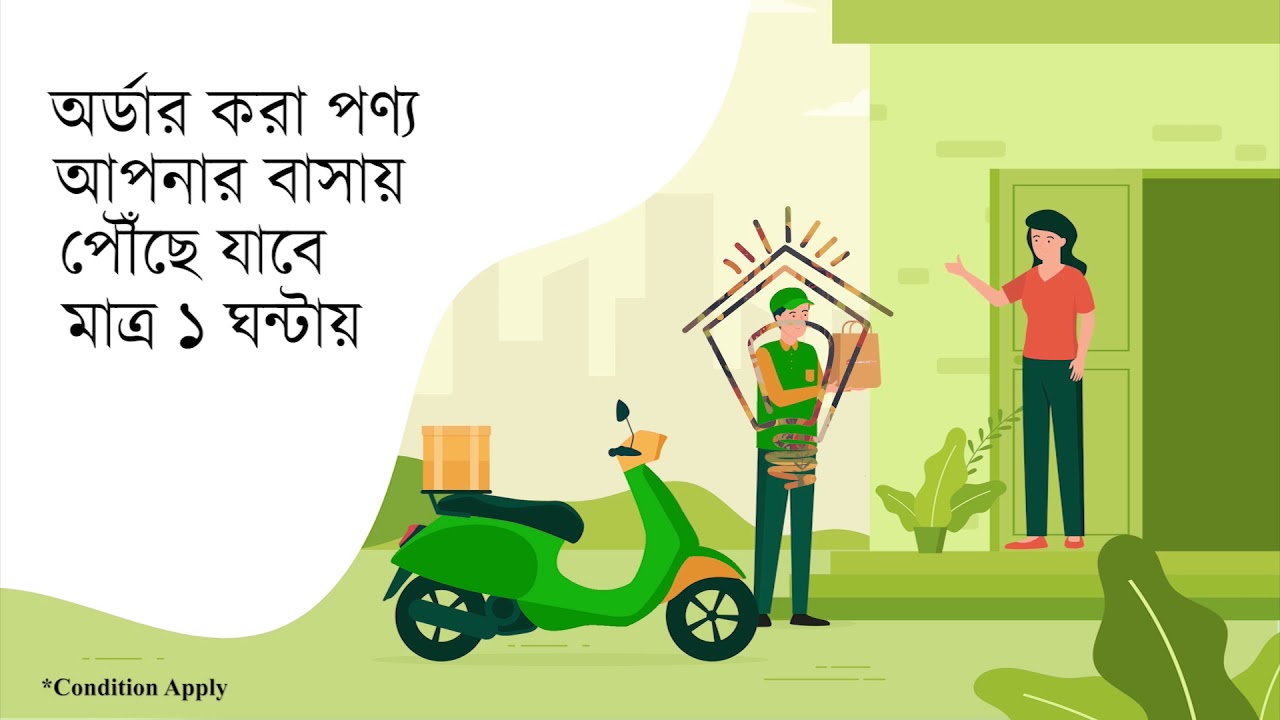 অর্ডার করা পণ্য
আপনার বাসায়
পৌঁছে যাবে
মাত্র ১ ঘন্টায়
*Condition Apply